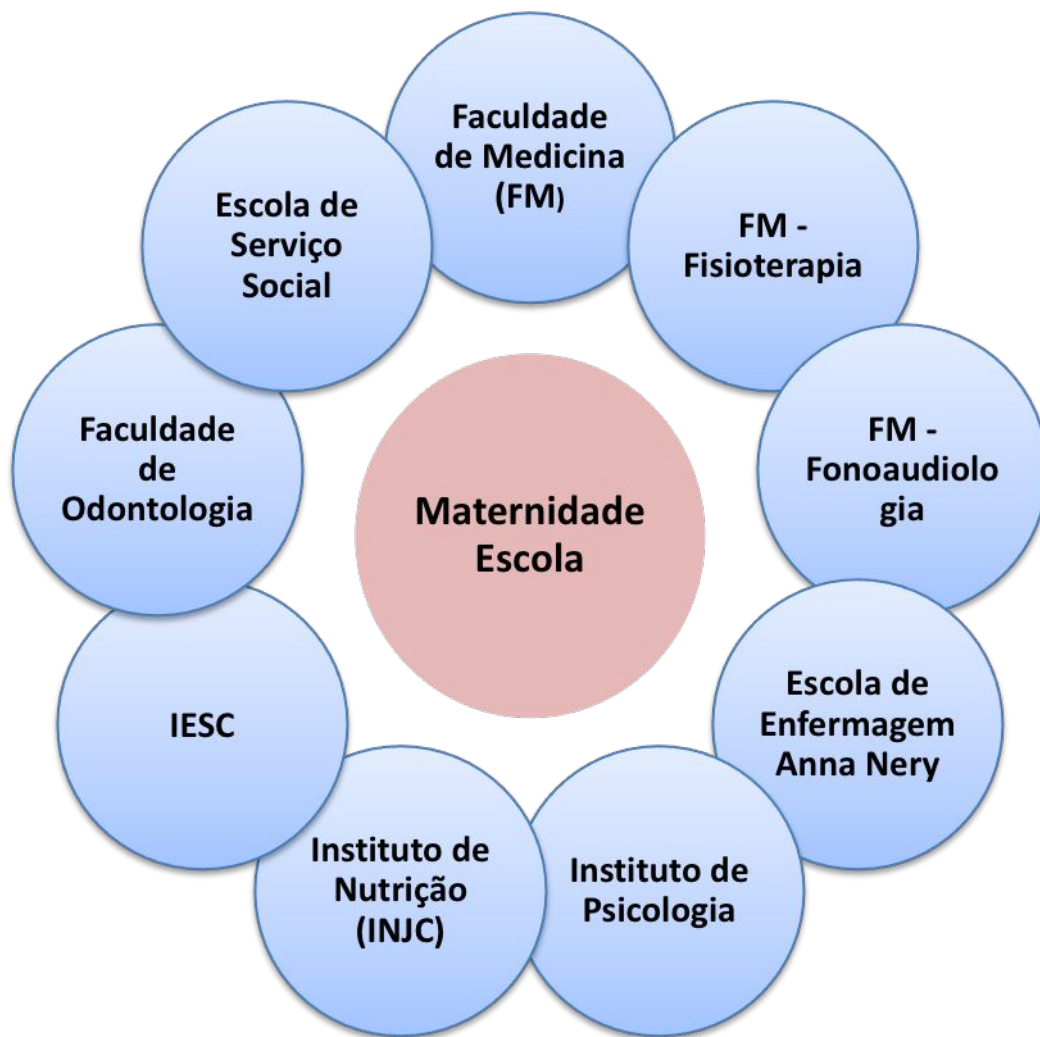 Faculdade
de Medicina
(FM)
FM -
Fisioterapia
FM -
Fonoaudiolo
gia
Escola de
Enfermagem
Anna Nery
Instituto de
Psicologia
Instituto de
Nutrição
(INJC)
IESC
Faculdade
de
Odontologia
Escola de
Serviço
Social
Maternidade
Escola